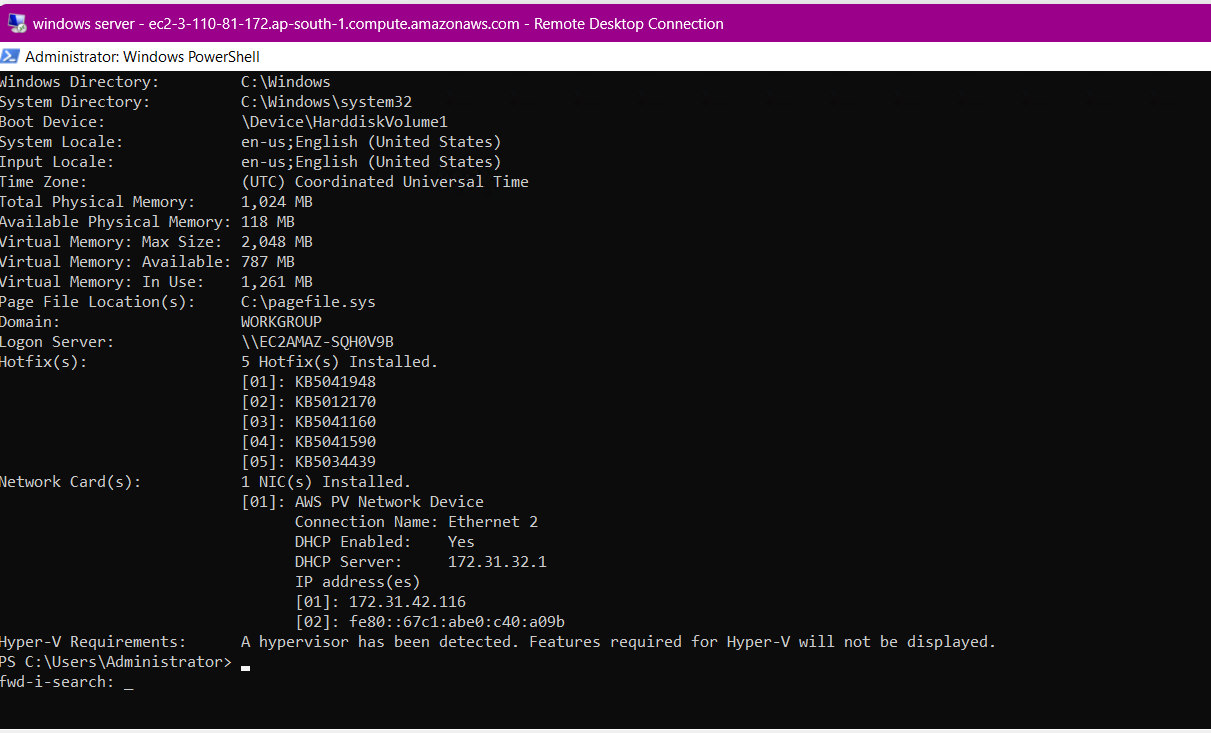 windows server - ec2-3-110-81-172.ap-south-1.compute.amazonaws.com - Remote Desktop Connection
Administrator: Windows PowerShell
Windows Directory: C:\Windows
System Directory: C:\Windows\system32
Boot Device: \Device\HarddiskVolume1
System Locale: en-us;English (United States)
Input Locale: en-us;English (United States)
Time Zone: (UTC) Coordinated Universal Time
Total Physical Memory: 1,024 MB
Available Physical Memory: 118 MB
Virtual Memory: Max Size: 2,048 MB
Virtual Memory: Available: 787 MB
Virtual Memory: In Use: 1,261 MB
Page File Location(s): C:\pagefile.sys
Domain: WORKGROUP
Logon Server: \\EC2AMAZ-SQH0V9B
Hotfix(s): 5 Hotfix(s) Installed.
[01]: KB5041948
[02]: KB5012170
[03]: KB5041160
[04]: KB5041590
[05]: KB5034439
Network Card(s): 1 NIC(s) Installed.
[01]: AWS PV Network Device
Connection Name: Ethernet 2
DHCP Enabled: Yes
DHCP Server: 172.31.32.1
IP address(es)
[01]: 172.31.42.116
[02]: fe80::67c1:abe0:c40:a09b
Hyper-V Requirements: A hypervisor has been detected. Features required for Hyper-V will not be displayed.
PS C:\Users\Administrator>
fwd-i-search: _